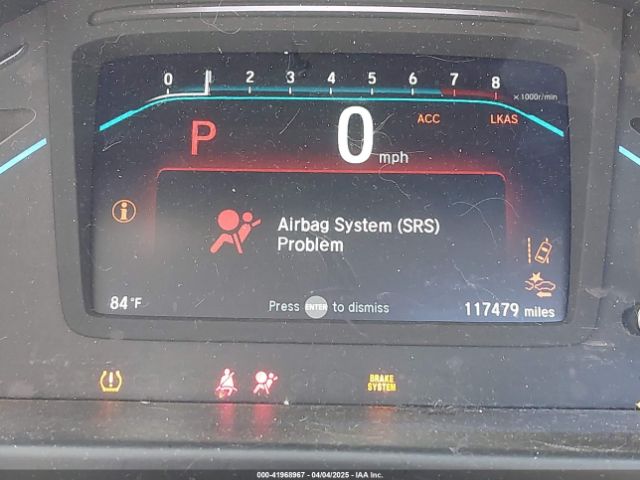 0 1 2 3 4 5 6 7 8
x 1000r/min
P 0 mph
ACC LKAS
Airbag System (SRS)
Problem
84°F
Press ENTER to dismiss
117479 miles
BRAKE
SYSTEM
000-41968967 - 04/04/2025 - IAA Inc.